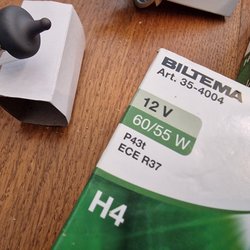 BILTEMA
Art. 35-4004
12 V
60/55 W
P43t
ECE R37
H4